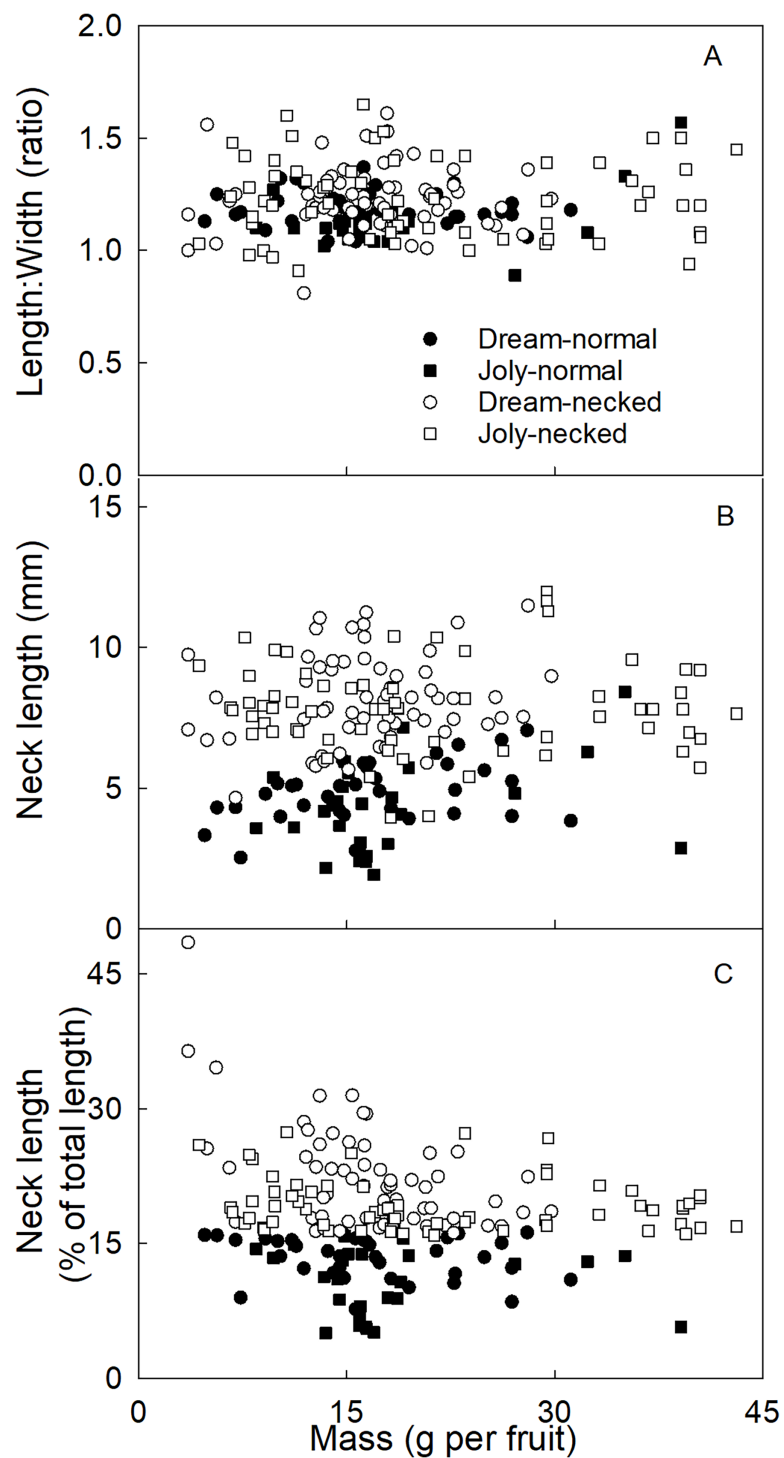 2.0
A
1.5
1.0
0.5
0.0
Length:Width (ratio)
Dream-normal
Joly-normal
Dream-necked
Joly-necked
15
B
10
5
0
Neck length (mm)
45
C
30
15
0
Neck length
(% of total length)
0 15 30 45
Mass (g per fruit)